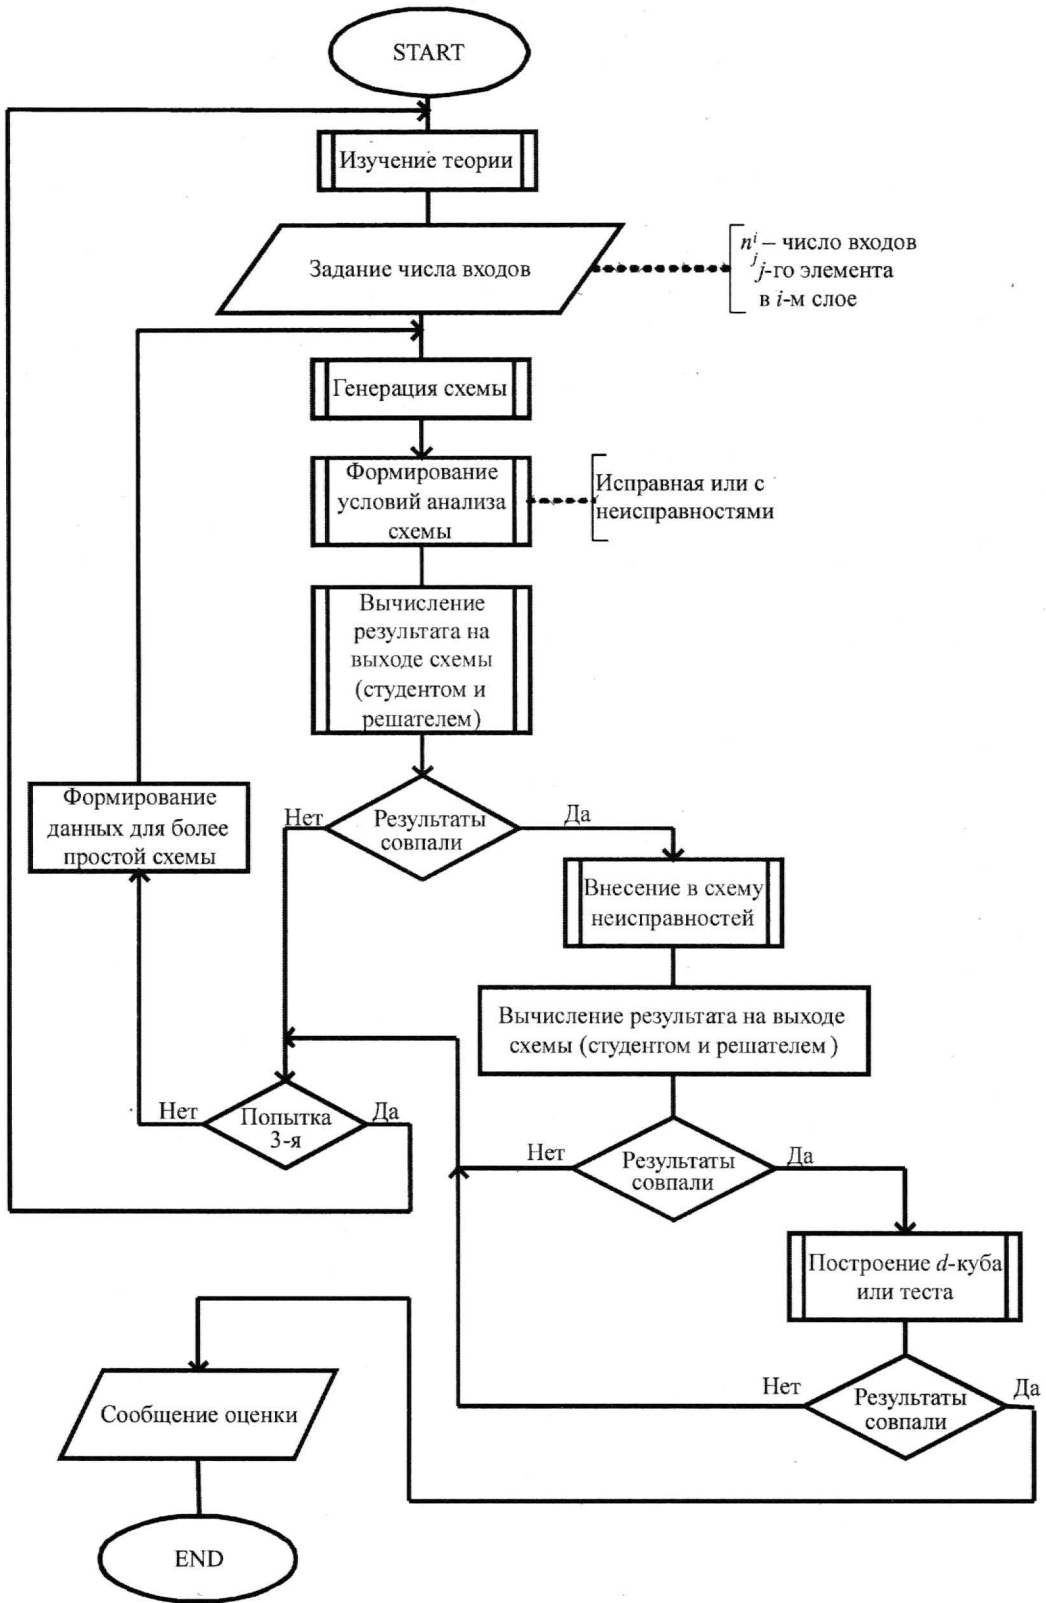 START
Изучение теории
Задание числа входов
nⁱⱼ – число входов
j-го элемента
в i-м слое
Генерация схемы
Формирование
условий анализа
схемы
Исправная или с
неисправностями
Вычисление
результата на
выходе схемы
(студентом и
решателем)
Формирование
данных для более
простой схемы
Нет
Результаты
совпали
Да
Внесение в схему
неисправностей
Вычисление результата на выходе
схемы (студентом и решателем)
Нет
Попытка
3-я
Да
Нет
Результаты
совпали
Да
Построение d-куба
или теста
Нет
Результаты
совпали
Да
Сообщение оценки
END